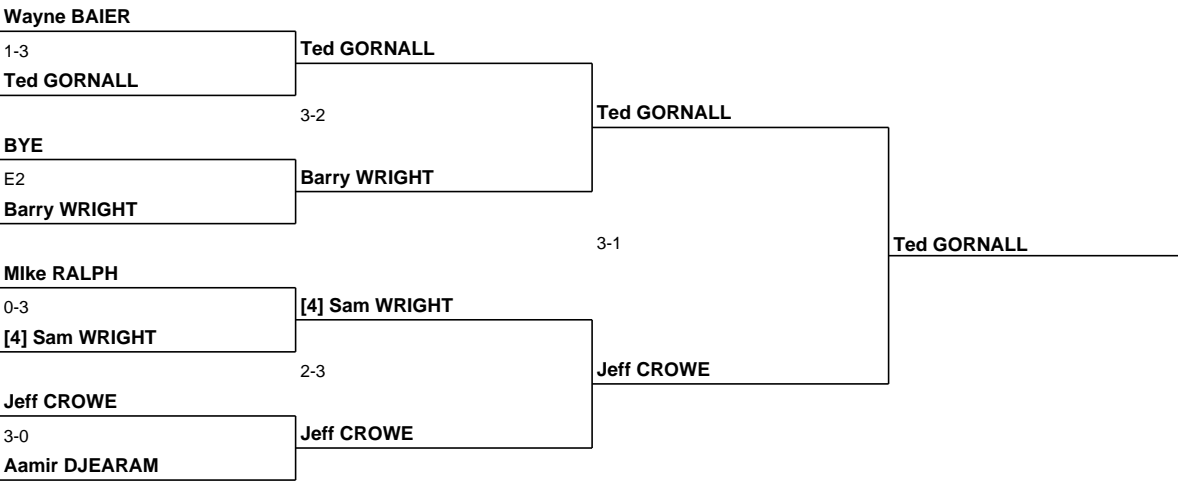 Wayne BAIER
1-3
Ted GORNALL
Ted GORNALL
3-2
Ted GORNALL
BYE
E2
Barry WRIGHT
Barry WRIGHT
3-1
Ted GORNALL
MIke RALPH
0-3
[4] Sam WRIGHT
[4] Sam WRIGHT
2-3
Jeff CROWE
Jeff CROWE
3-0
Jeff CROWE
Aamir DJEARAM